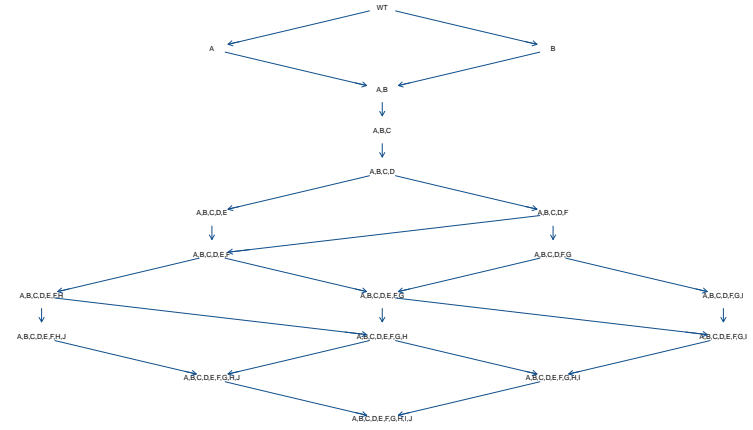 WT
A
B
A,B
A,B,C
A,B,C,D
A,B,C,D,E
A,B,C,D,F
A,B,C,D,E,F
A,B,C,D,F,G
A,B,C,D,E,F,H
A,B,C,D,E,F,G
A,B,C,D,F,G,I
A,B,C,D,E,F,H,J
A,B,C,D,E,F,G,H
A,B,C,D,E,F,G,I
A,B,C,D,E,F,G,H,J
A,B,C,D,E,F,G,H,I
A,B,C,D,E,F,G,H,I,J